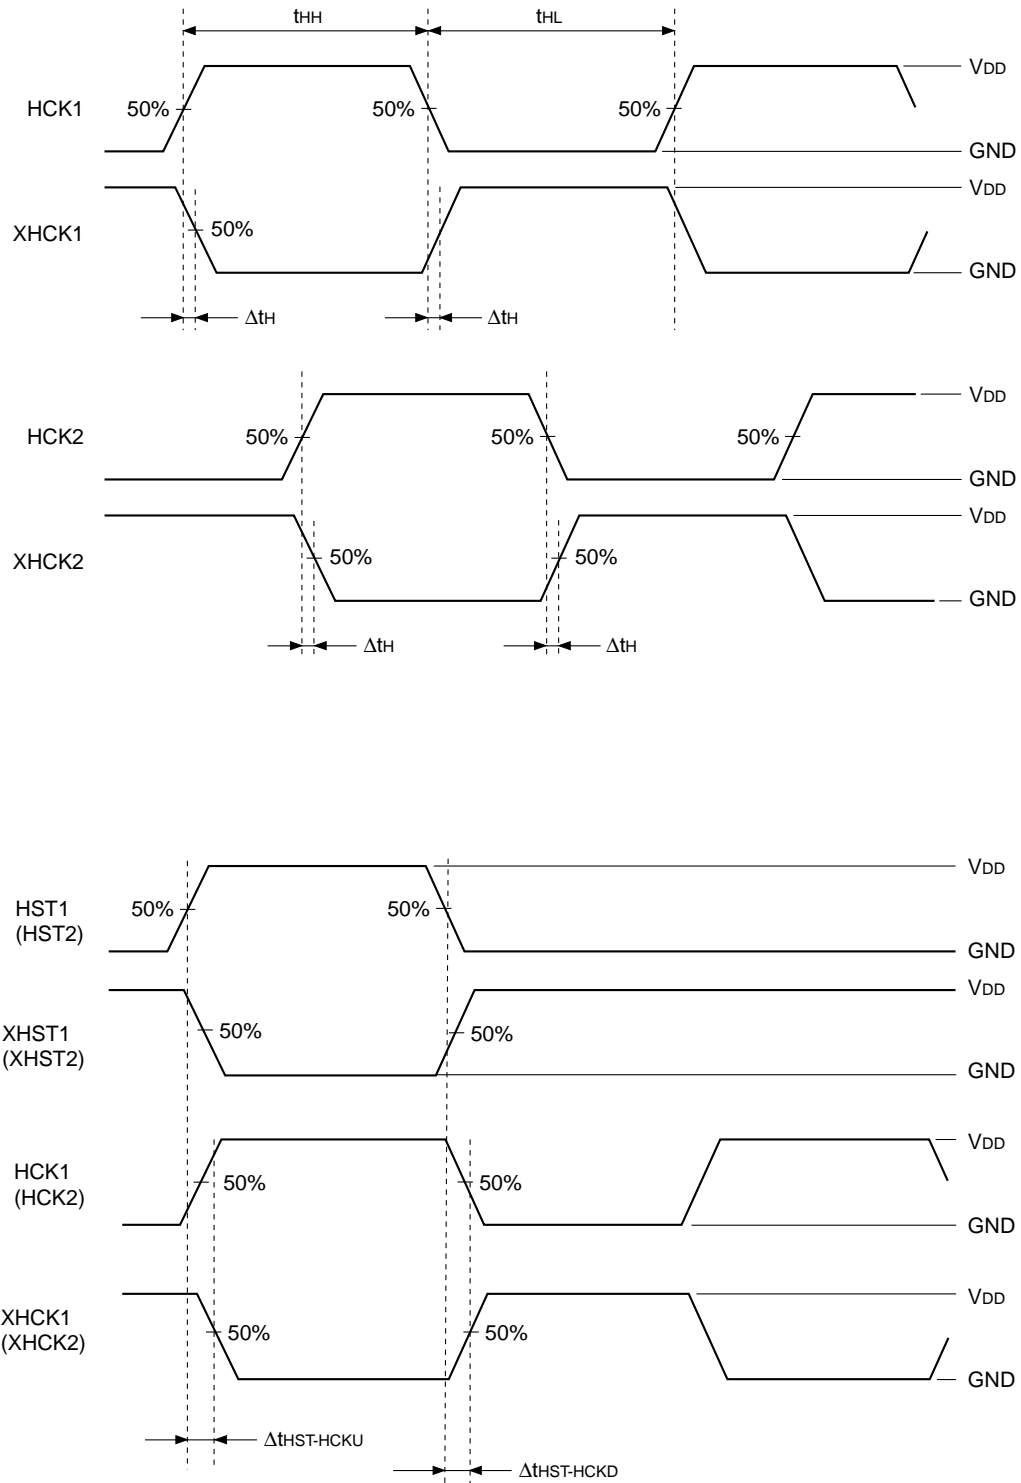 tHH tHL
VDD
HCK1 50% 50% 50%
GND
VDD
XHCK1 50%
GND
ΔtH ΔtH
VDD
HCK2 50% 50% 50%
GND
VDD
XHCK2 50% 50%
GND
ΔtH ΔtH
VDD
HST1 50% 50%
(HST2)
GND
VDD
XHST1 50% 50%
(XHST2)
GND
VDD
HCK1 50% 50%
(HCK2)
GND
VDD
XHCK1 50% 50%
(XHCK2)
GND
ΔtHST-HCKU
ΔtHST-HCKD